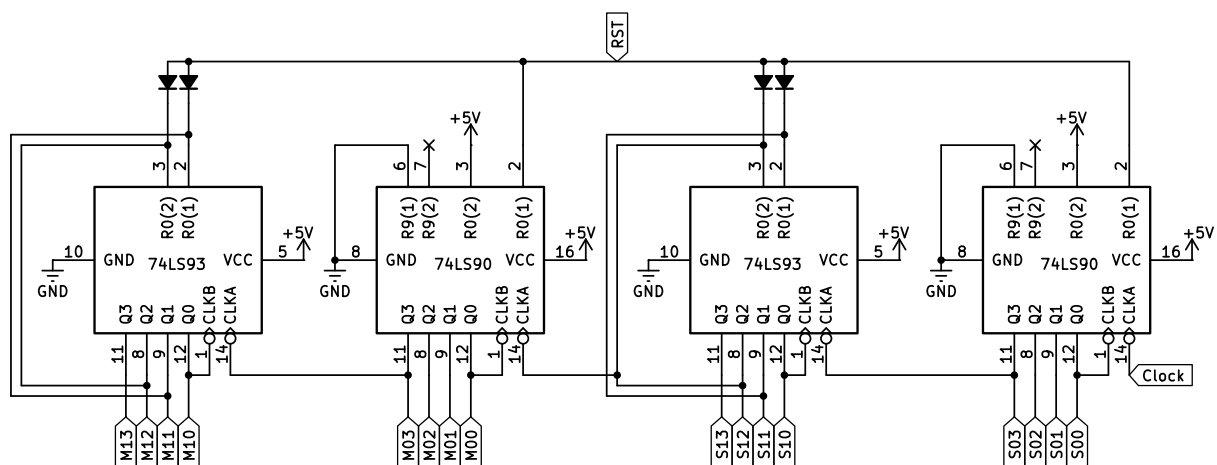 RST
+5V
+5V
3
2
6
7
3
2
3
2
6
7
3
2
R0(2)
R0(1)
R9(1)
R9(2)
R0(2)
R0(1)
R0(2)
R0(1)
R9(1)
R9(2)
R0(2)
R0(1)
+5V
+5V
+5V
+5V
10
GND
74LS93
VCC
5
8
GND
74LS90
VCC
16
10
GND
74LS93
VCC
5
8
GND
74LS90
VCC
16
GND
GND
GND
GND
Q3
Q2
Q1
Q0
CLKB
CLKA
Q3
Q2
Q1
Q0
CLKB
CLKA
Q3
Q2
Q1
Q0
CLKB
CLKA
Q3
Q2
Q1
Q0
CLKB
CLKA
11
8
9
12
1
14
11
8
9
12
1
14
11
8
9
12
1
14
11
8
9
12
1
14
Clock
M13
M12
M11
M10
M03
M02
M01
M00
S13
S12
S11
S10
S03
S02
S01
S00